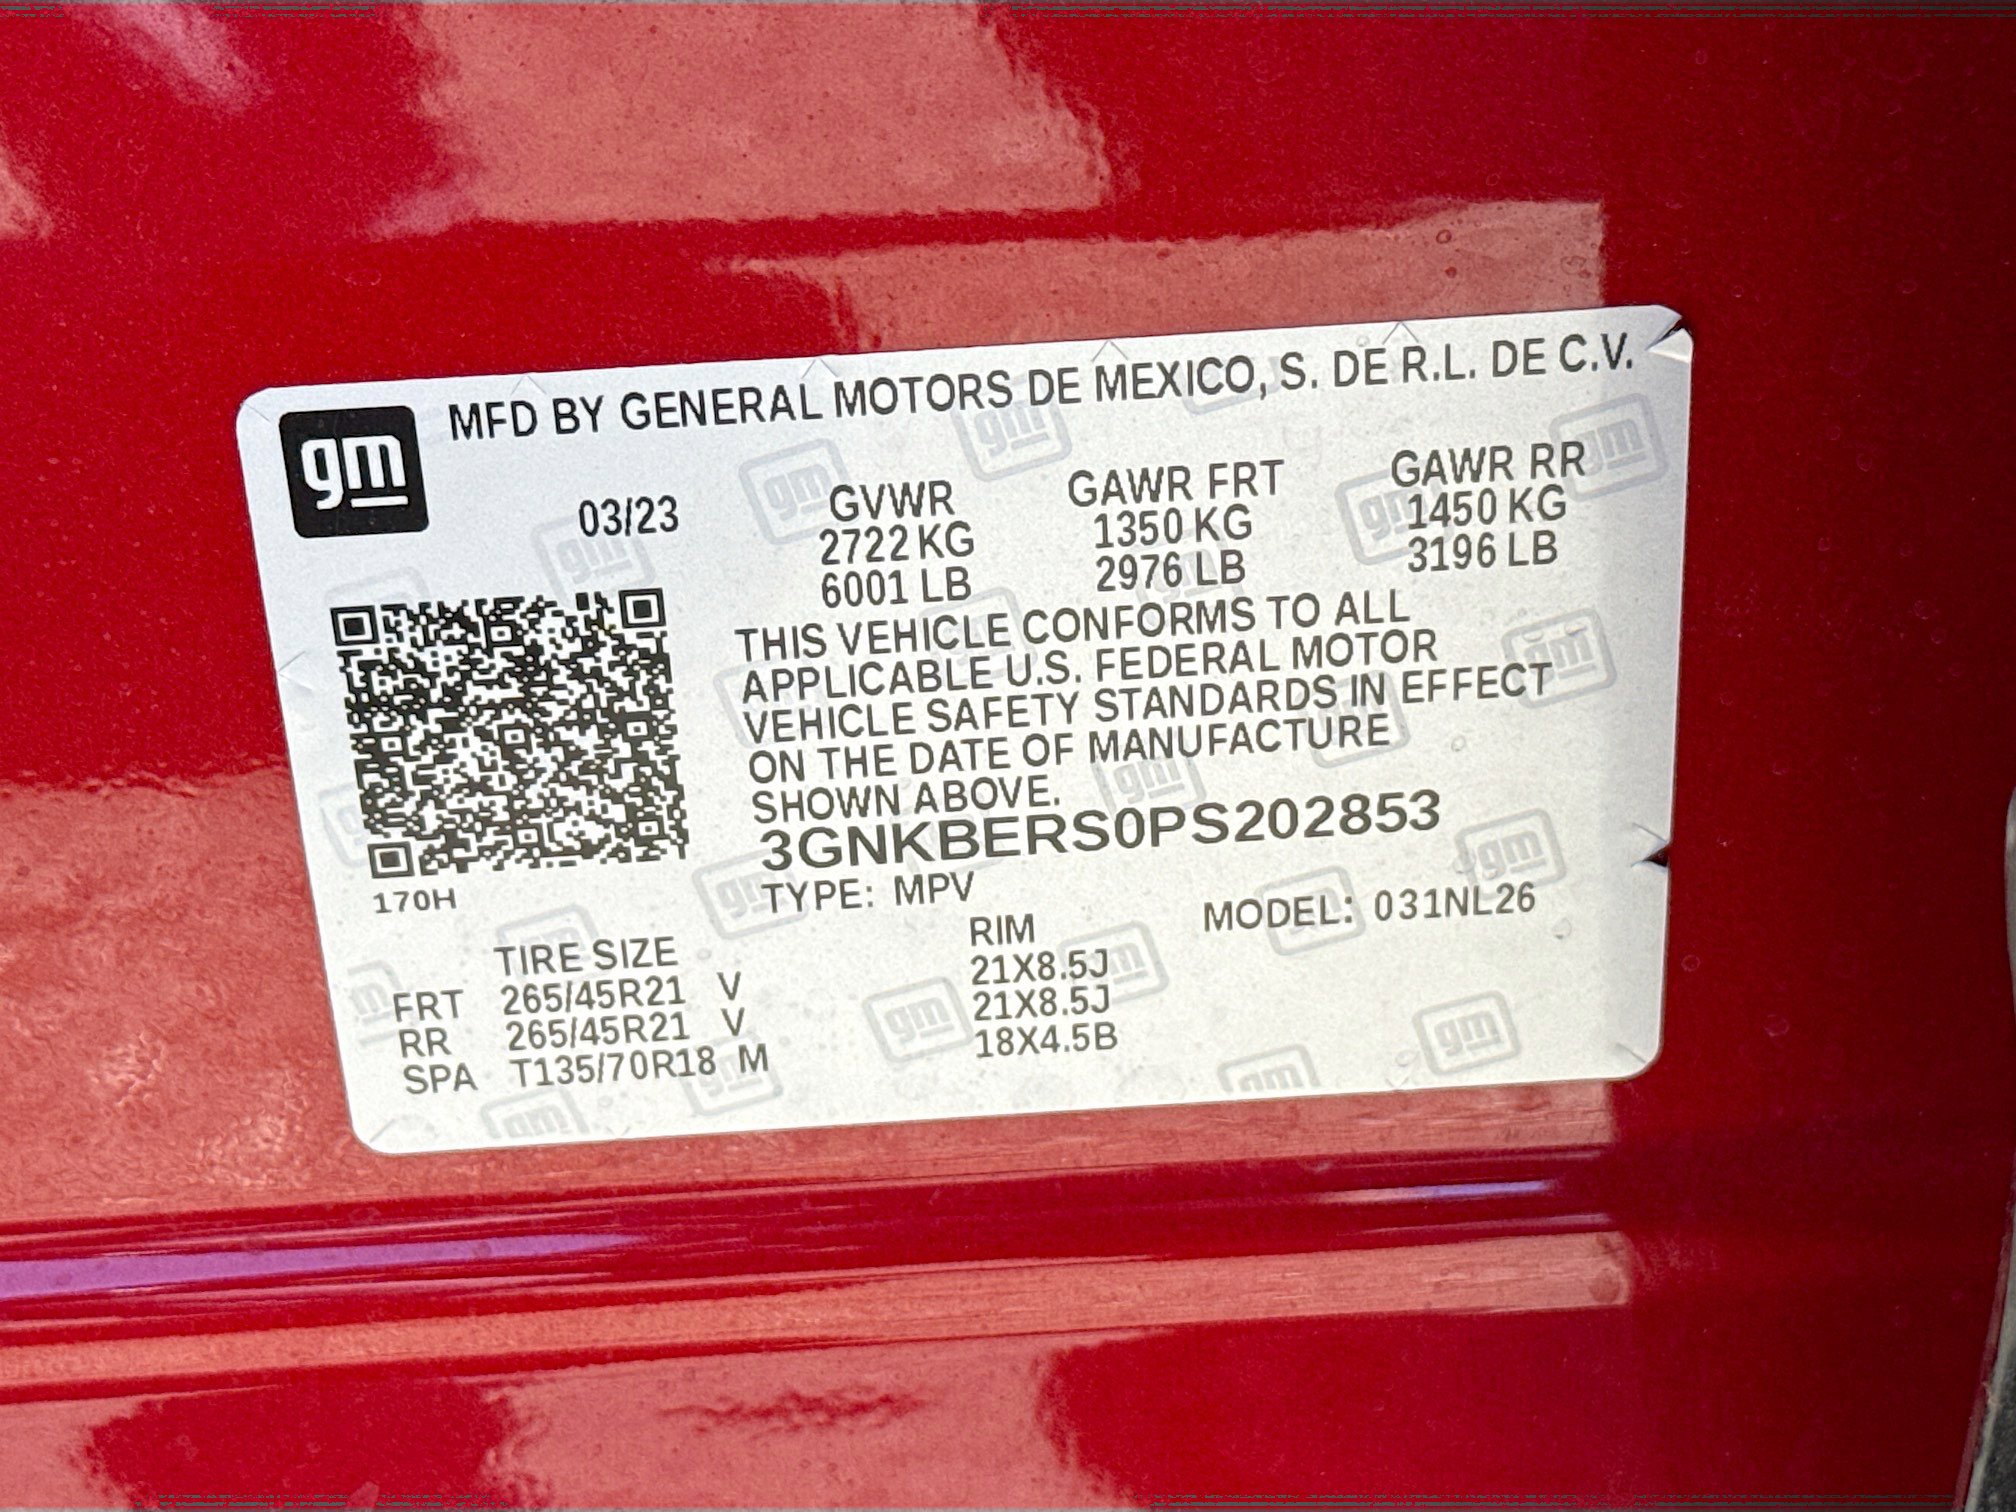 gm MFD BY GENERAL MOTORS DE MEXICO, S. DE R.L. DE C.V.
03/23 GVWR GAWR FRT GAWR RR
2722 KG 1350 KG 1450 KG
6001 LB 2976 LB 3196 LB
THIS VEHICLE CONFORMS TO ALL
APPLICABLE U.S. FEDERAL MOTOR
VEHICLE SAFETY STANDARDS IN EFFECT
ON THE DATE OF MANUFACTURE
SHOWN ABOVE.
3GNKBERS0PS202853
170H
TYPE: MPV MODEL: 031NL26
TIRE SIZE RIM
FRT 265/45R21 V 21X8.5J
RR 265/45R21 V 21X8.5J
SPA T135/70R18 M 18X4.5B